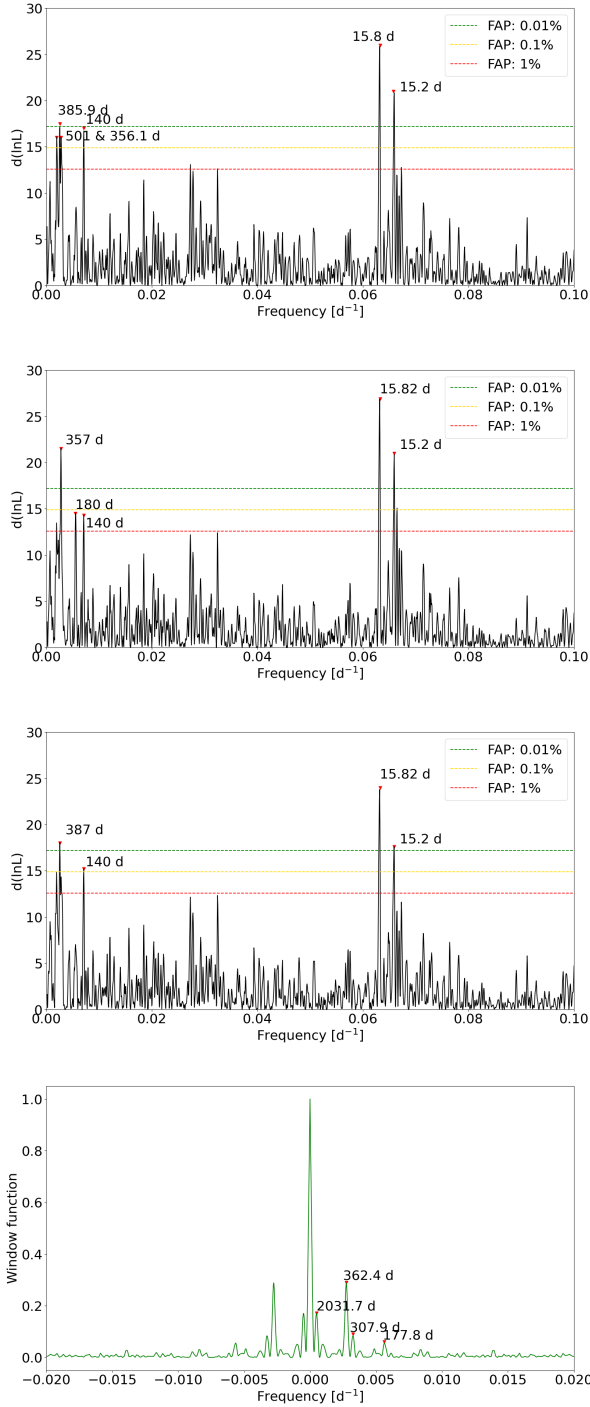 30
25
20
15
10
5
0
d(lnL)
15.8 d
15.2 d
385.9 d
140 d
501 & 356.1 d
FAP: 0.01%
FAP: 0.1%
FAP: 1%
0.00 0.02 0.04 0.06 0.08 0.10
Frequency [d⁻¹]
30
25
20
15
10
5
0
d(lnL)
15.82 d
15.2 d
357 d
180 d
140 d
FAP: 0.01%
FAP: 0.1%
FAP: 1%
0.00 0.02 0.04 0.06 0.08 0.10
Frequency [d⁻¹]
30
25
20
15
10
5
0
d(lnL)
15.82 d
15.2 d
387 d
140 d
FAP: 0.01%
FAP: 0.1%
FAP: 1%
0.00 0.02 0.04 0.06 0.08 0.10
Frequency [d⁻¹]
1.0
0.8
0.6
0.4
0.2
0.0
Window function
362.4 d
2031.7 d
307.9 d
177.8 d
−0.020 −0.015 −0.010 −0.005 0.000 0.005 0.010 0.015 0.020
Frequency [d⁻¹]